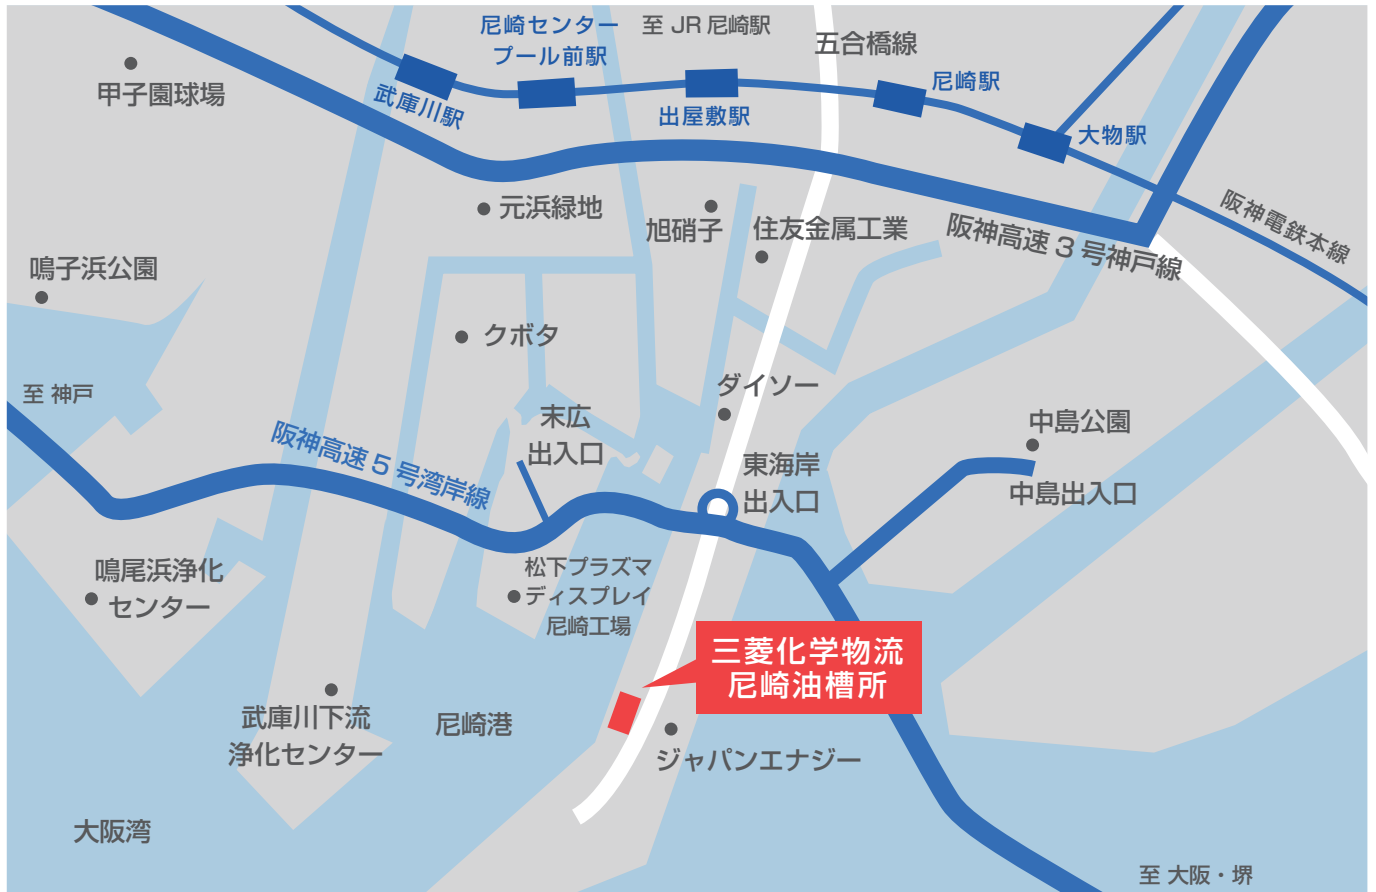 尼崎センター
プール前駅
至 JR 尼崎駅
五合橋線
甲子園球場
武庫川駅
出屋敷駅
尼崎駅
大物駅
元浜緑地
旭硝子
住友金属工業
阪神高速 3 号神戸線
阪神電鉄本線
鳴子浜公園
クボタ
至 神戸
ダイソー
末広
出入口
中島公園
阪神高速 5 号湾岸線
東海岸
出入口
中島出入口
鳴尾浜浄化
センター
松下プラズマ
ディスプレイ
尼崎工場
三菱化学物流
尼崎油槽所
武庫川下流
浄化センター
尼崎港
ジャパンエナジー
大阪湾
至 大阪・堺